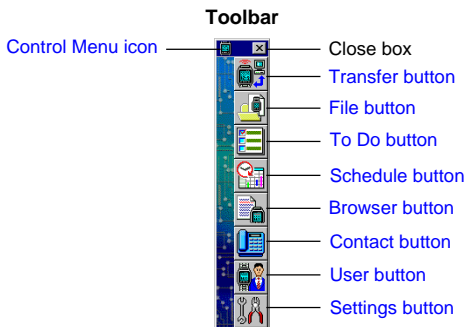 Toolbar
Control Menu icon
Close box
Transfer button
File button
To Do button
Schedule button
Browser button
Contact button
User button
Settings button